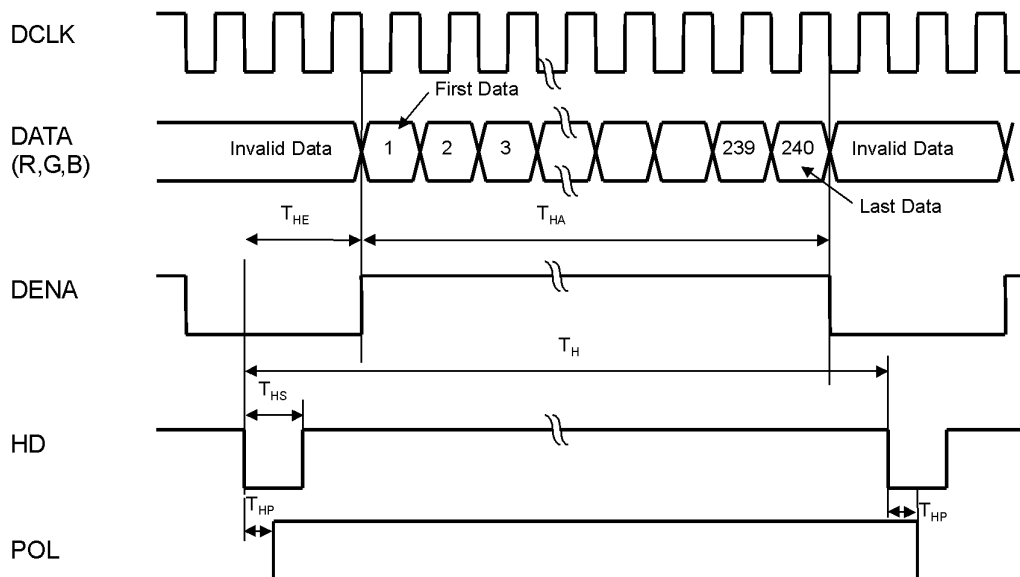 DCLK
First Data
DATA
(R,G,B)
Invalid Data 1 2 3 239 240 Invalid Data
Last Data
THE THA
DENA
TH
THS
HD
THP THP
POL